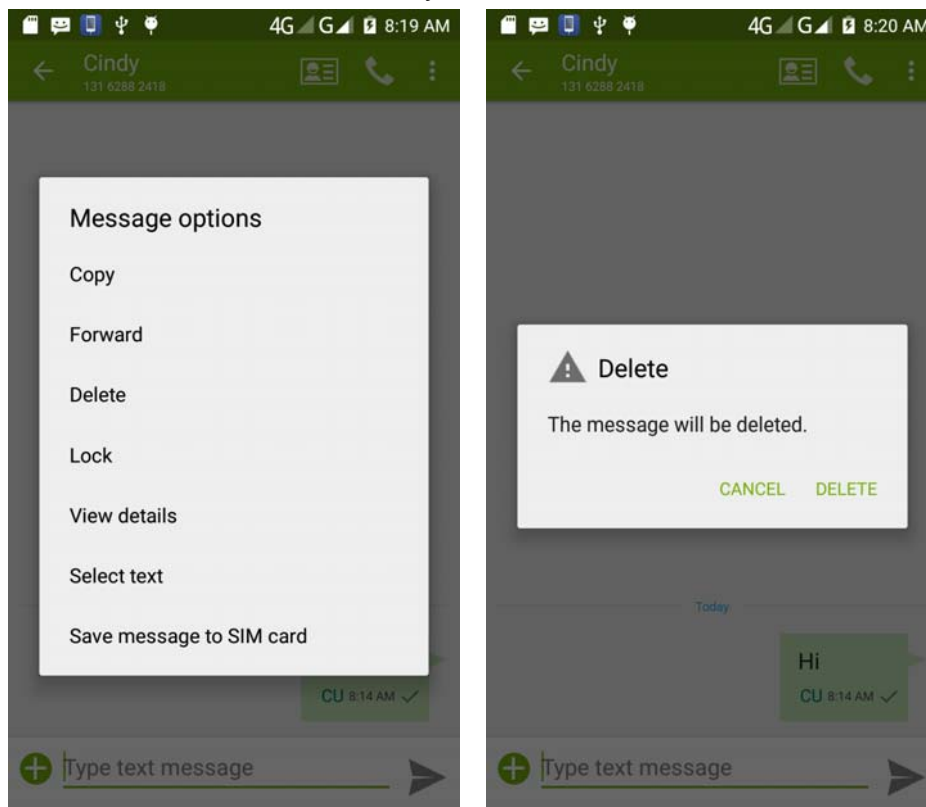 4G G 8:19 AM
Cindy
131 6288 2418
Message options
Copy
Forward
Delete
Lock
View details
Select text
Save message to SIM card
CU 8:14 AM
Type text message
4G G 8:20 AM
Cindy
131 6288 2418
Delete
The message will be deleted.
CANCEL DELETE
Today
Hi
CU 8:14 AM
Type text message